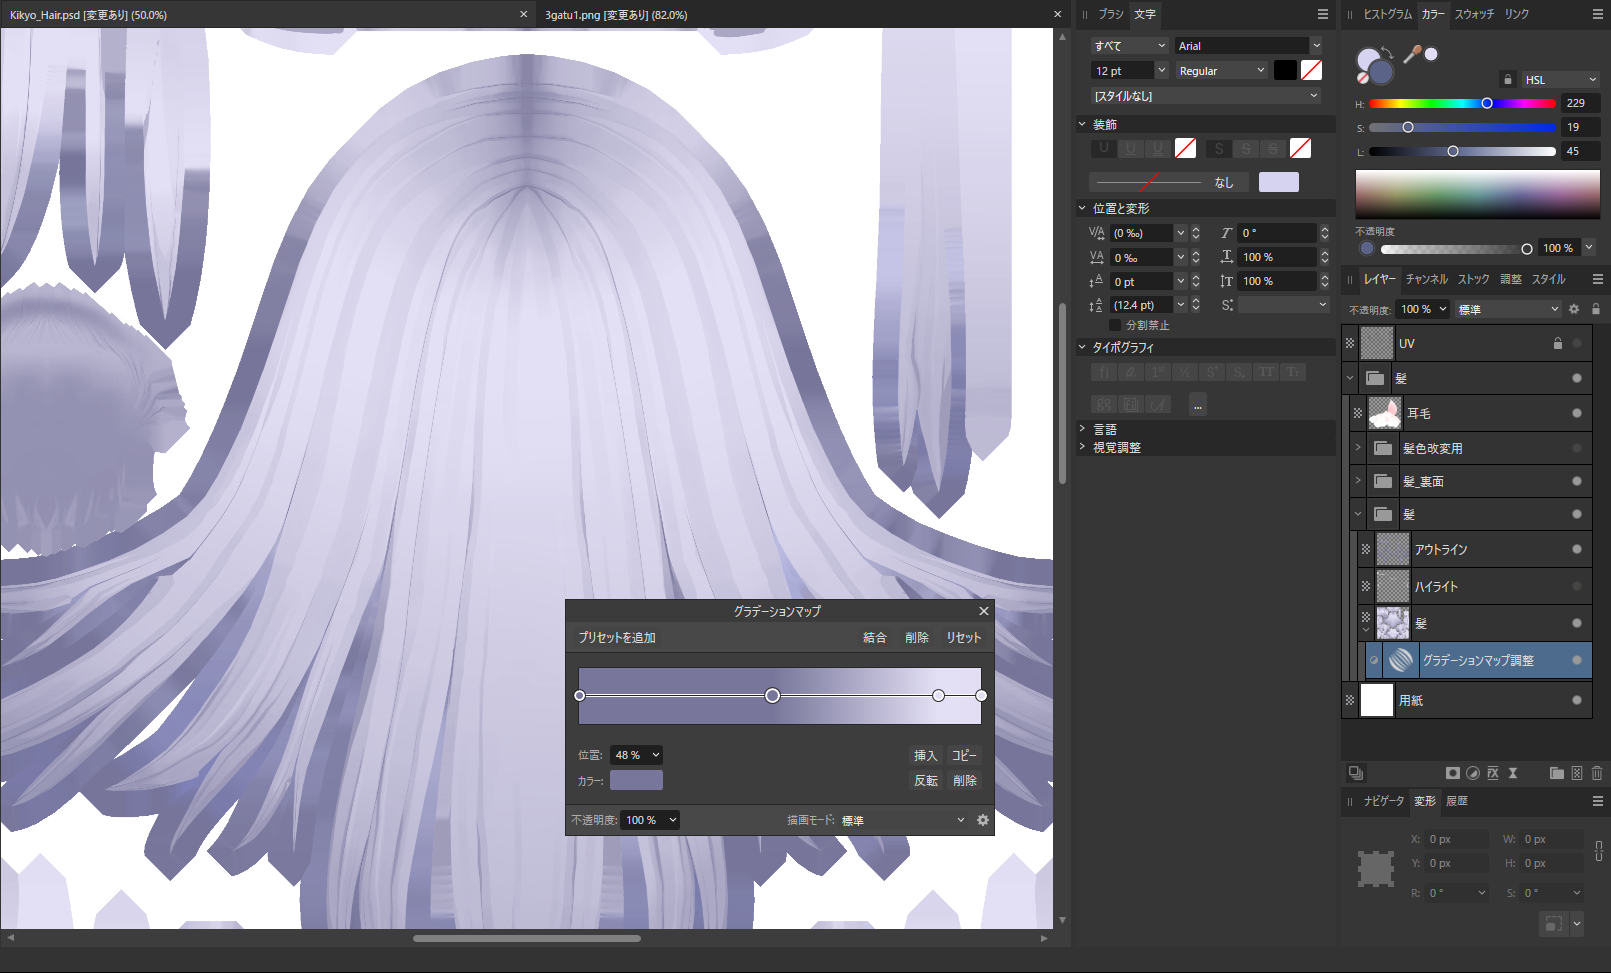 Kikyo_Hair.psd [変更あり] (50.0%)
3gatu1.png [変更あり] (82.0%)
ブラシ 文字
すべて Arial
12 pt Regular
[スタイルなし]
装飾
U U U S S S
なし
位置と変形
(0 ‰) 0 °
0 ‰ 100 %
0 pt 100 %
(12.4 pt)
分割禁止
タイポグラフィ
...
言語
視覚調整
ヒストグラム カラー スウォッチ リンク
HSL
H: 229
S: 19
L: 45
不透明度
100 %
レイヤー チャンネル ストック 調整 スタイル
不透明度: 100 % 標準
UV
髪
耳毛
髪色改変用
髪_裏面
髪
アウトライン
ハイライト
髪
グラデーションマップ調整
用紙
ナビゲータ 変形 履歴
X: 0 px W: 0 px
Y: 0 px H: 0 px
R: 0 ° S: 0 °
グラデーションマップ
プリセットを追加 結合 削除 リセット
位置: 48 % 挿入 コピー
カラー: 反転 削除
不透明度: 100 % 描画モード: 標準